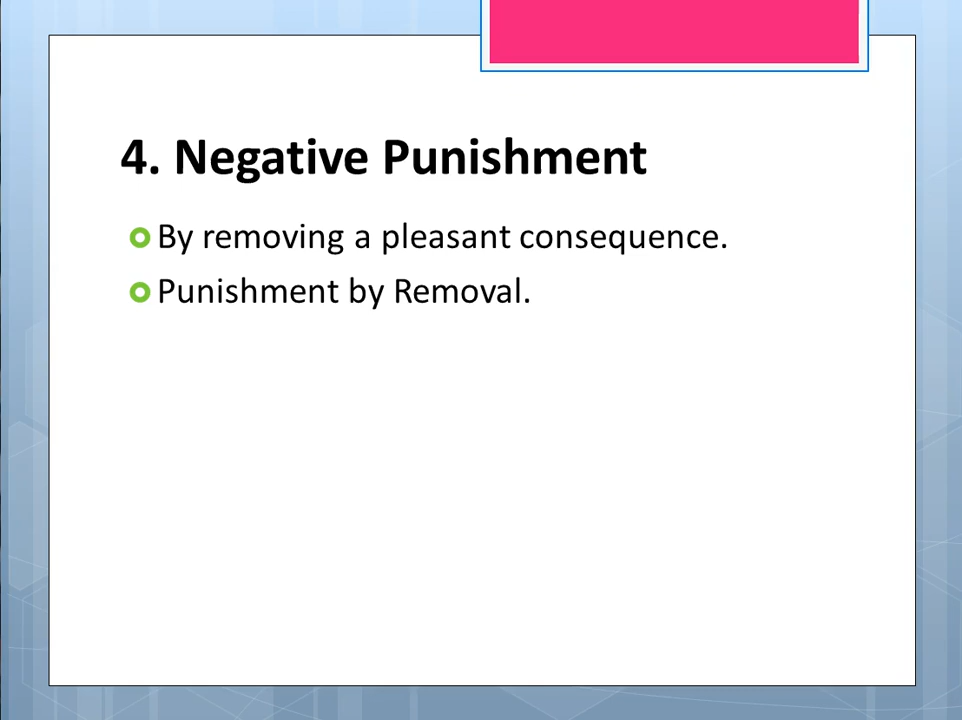 4. Negative Punishment
By removing a pleasant consequence.
Punishment by Removal.